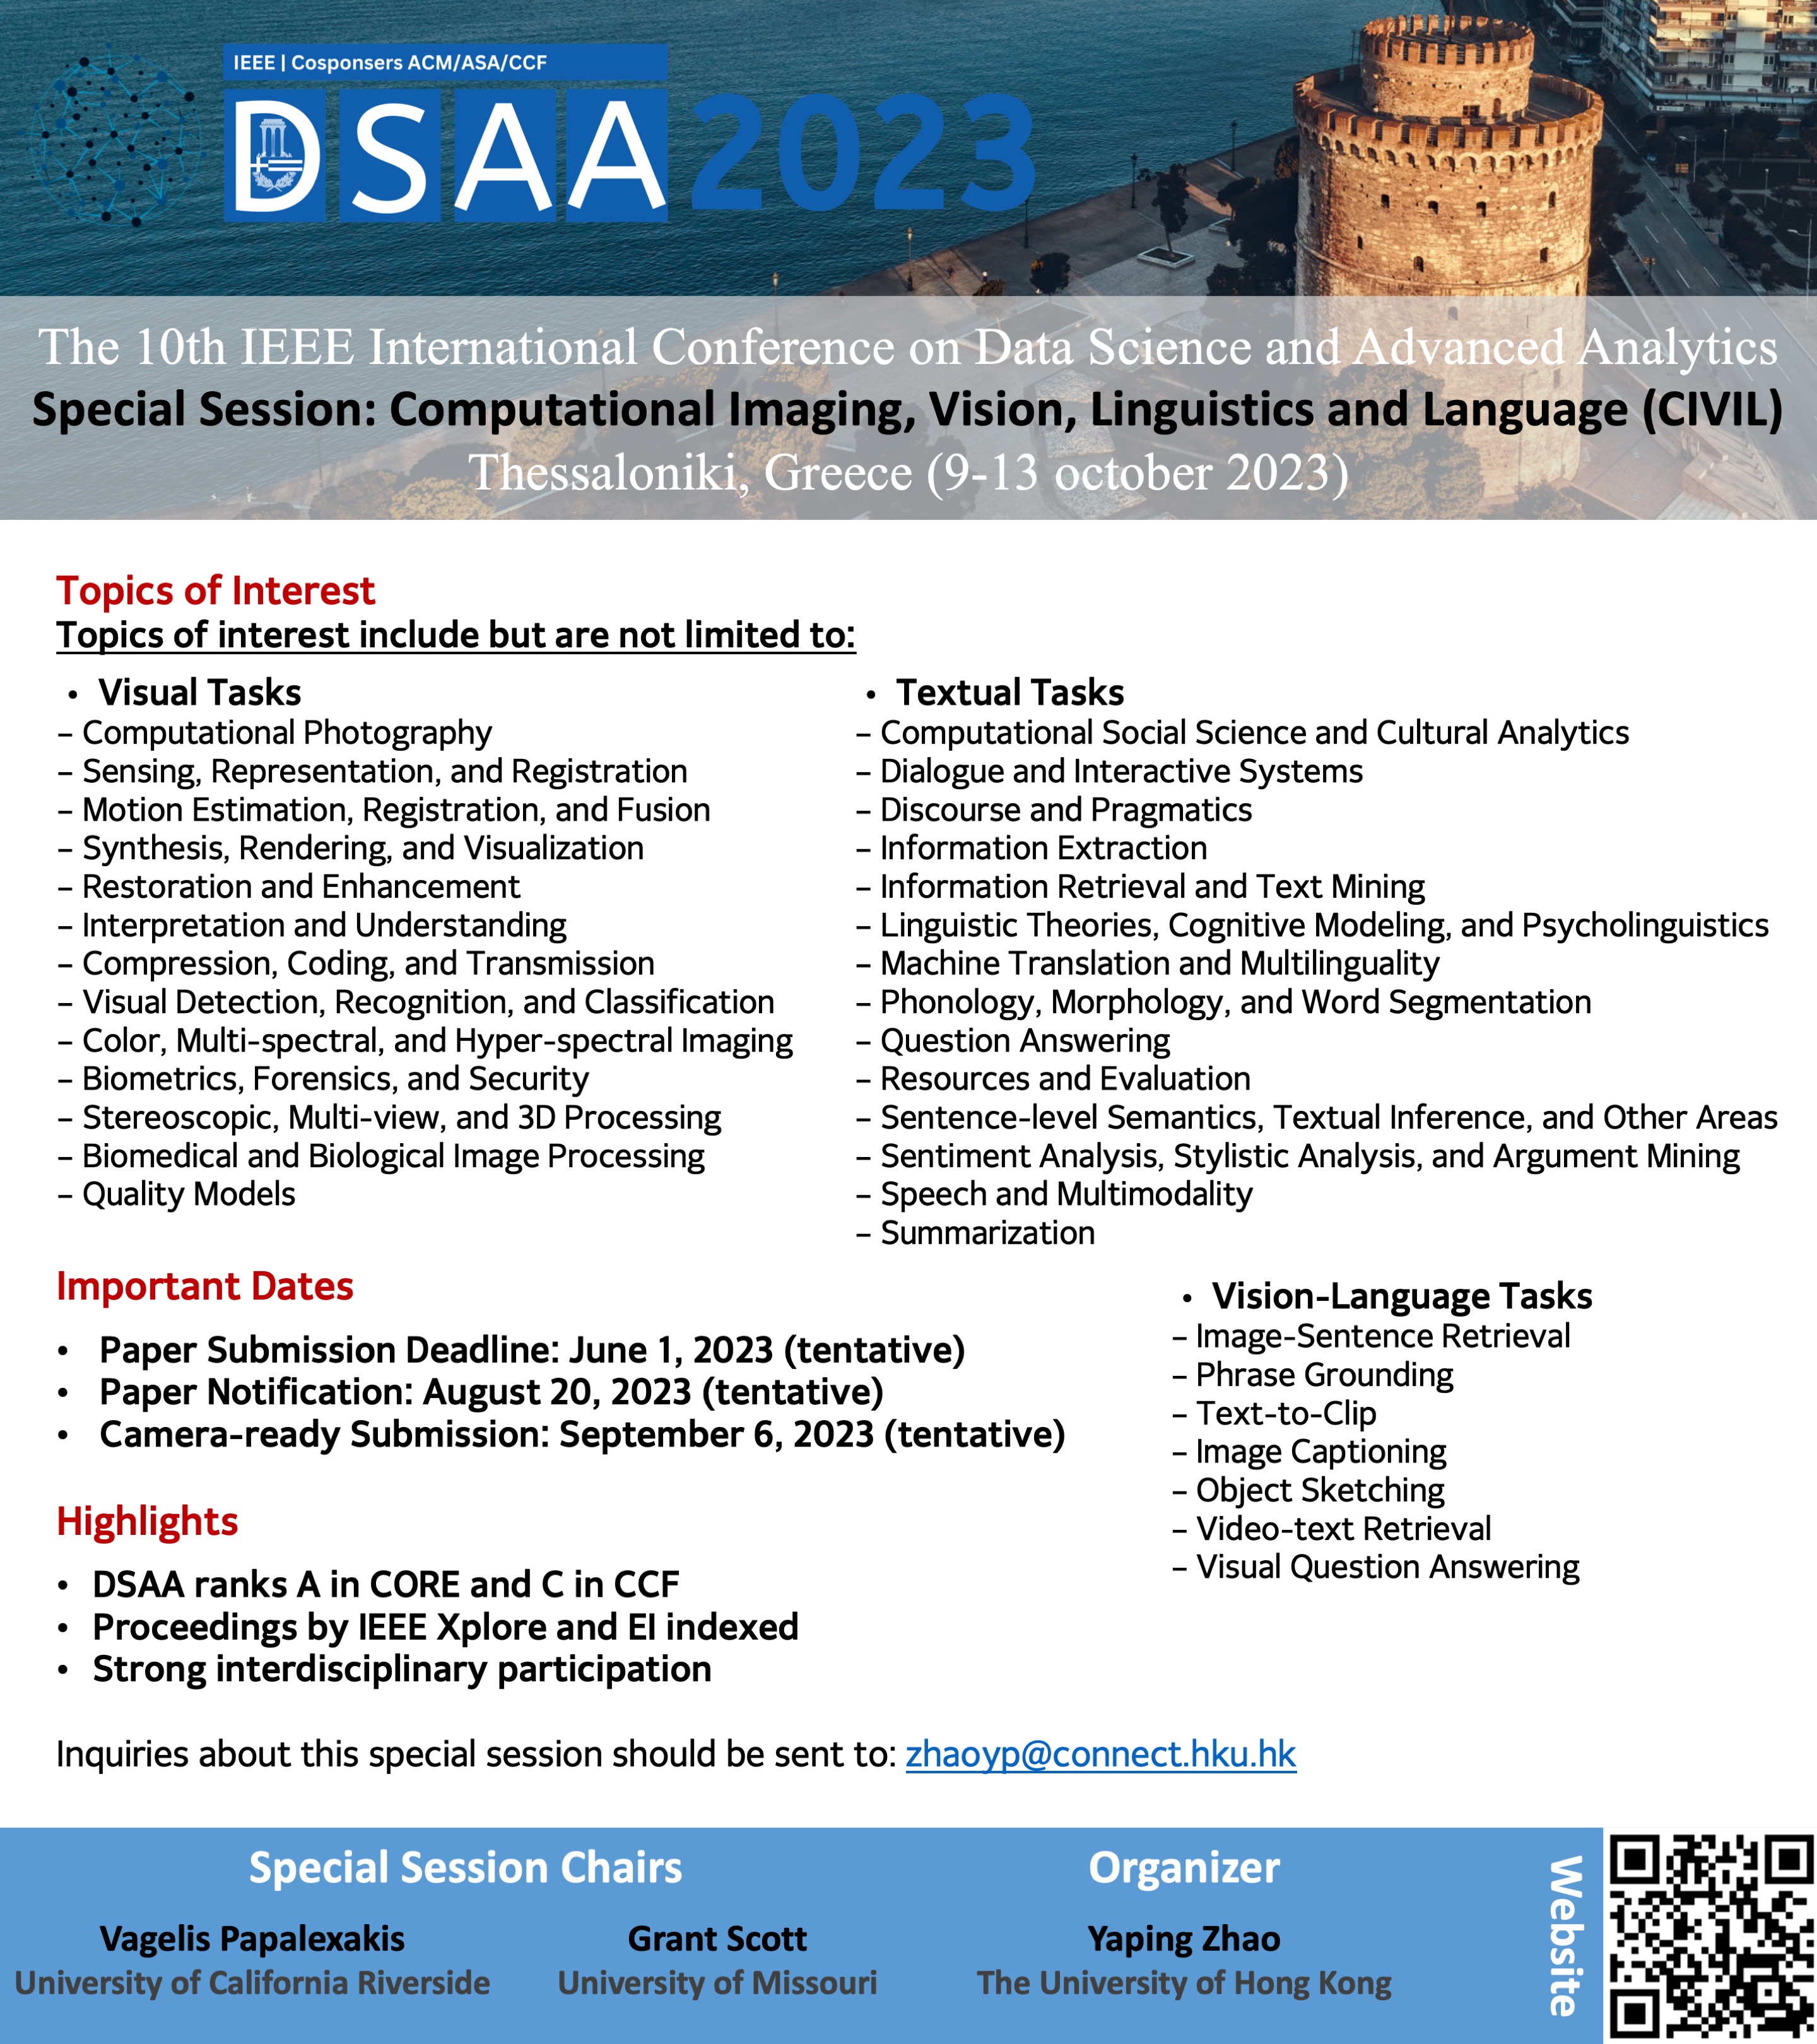 IEEE | Cosponsers ACM/ASA/CCF
DSAA 2023
The 10th IEEE International Conference on Data Science and Advanced Analytics
Special Session: Computational Imaging, Vision, Linguistics and Language (CIVIL)
Thessaloniki, Greece (9-13 october 2023)
Topics of Interest
Topics of interest include but are not limited to:
• Visual Tasks
– Computational Photography
– Sensing, Representation, and Registration
– Motion Estimation, Registration, and Fusion
– Synthesis, Rendering, and Visualization
– Restoration and Enhancement
– Interpretation and Understanding
– Compression, Coding, and Transmission
– Visual Detection, Recognition, and Classification
– Color, Multi-spectral, and Hyper-spectral Imaging
– Biometrics, Forensics, and Security
– Stereoscopic, Multi-view, and 3D Processing
– Biomedical and Biological Image Processing
– Quality Models
• Textual Tasks
– Computational Social Science and Cultural Analytics
– Dialogue and Interactive Systems
– Discourse and Pragmatics
– Information Extraction
– Information Retrieval and Text Mining
– Linguistic Theories, Cognitive Modeling, and Psycholinguistics
– Machine Translation and Multilinguality
– Phonology, Morphology, and Word Segmentation
– Question Answering
– Resources and Evaluation
– Sentence-level Semantics, Textual Inference, and Other Areas
– Sentiment Analysis, Stylistic Analysis, and Argument Mining
– Speech and Multimodality
– Summarization
• Vision-Language Tasks
– Image-Sentence Retrieval
– Phrase Grounding
– Text-to-Clip
– Image Captioning
– Object Sketching
– Video-text Retrieval
– Visual Question Answering
Important Dates
• Paper Submission Deadline: June 1, 2023 (tentative)
• Paper Notification: August 20, 2023 (tentative)
• Camera-ready Submission: September 6, 2023 (tentative)
Highlights
• DSAA ranks A in CORE and C in CCF
• Proceedings by IEEE Xplore and EI indexed
• Strong interdisciplinary participation
Inquiries about this special session should be sent to: zhaoyp@connect.hku.hk
Special Session Chairs
Vagelis Papalexakis
University of California Riverside
Grant Scott
University of Missouri
Organizer
Yaping Zhao
The University of Hong Kong
Website